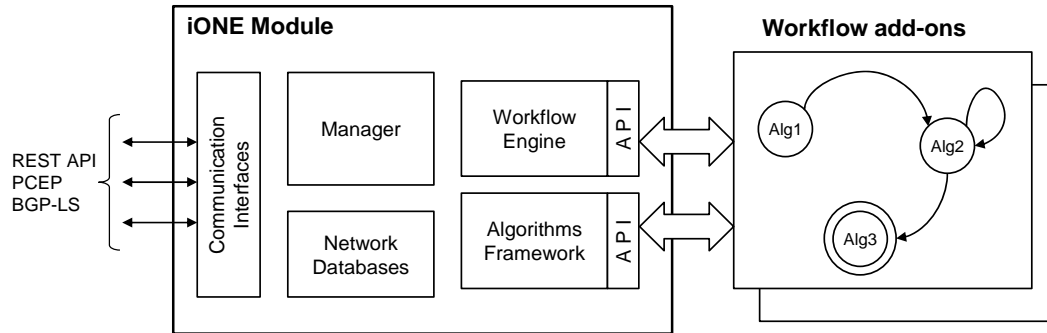 iONE Module
Workflow add-ons
REST API
PCEP
BGP-LS
Communication
Interfaces
Manager
Network
Databases
Workflow
Engine
API
Algorithms
Framework
API
Alg1
Alg2
Alg3